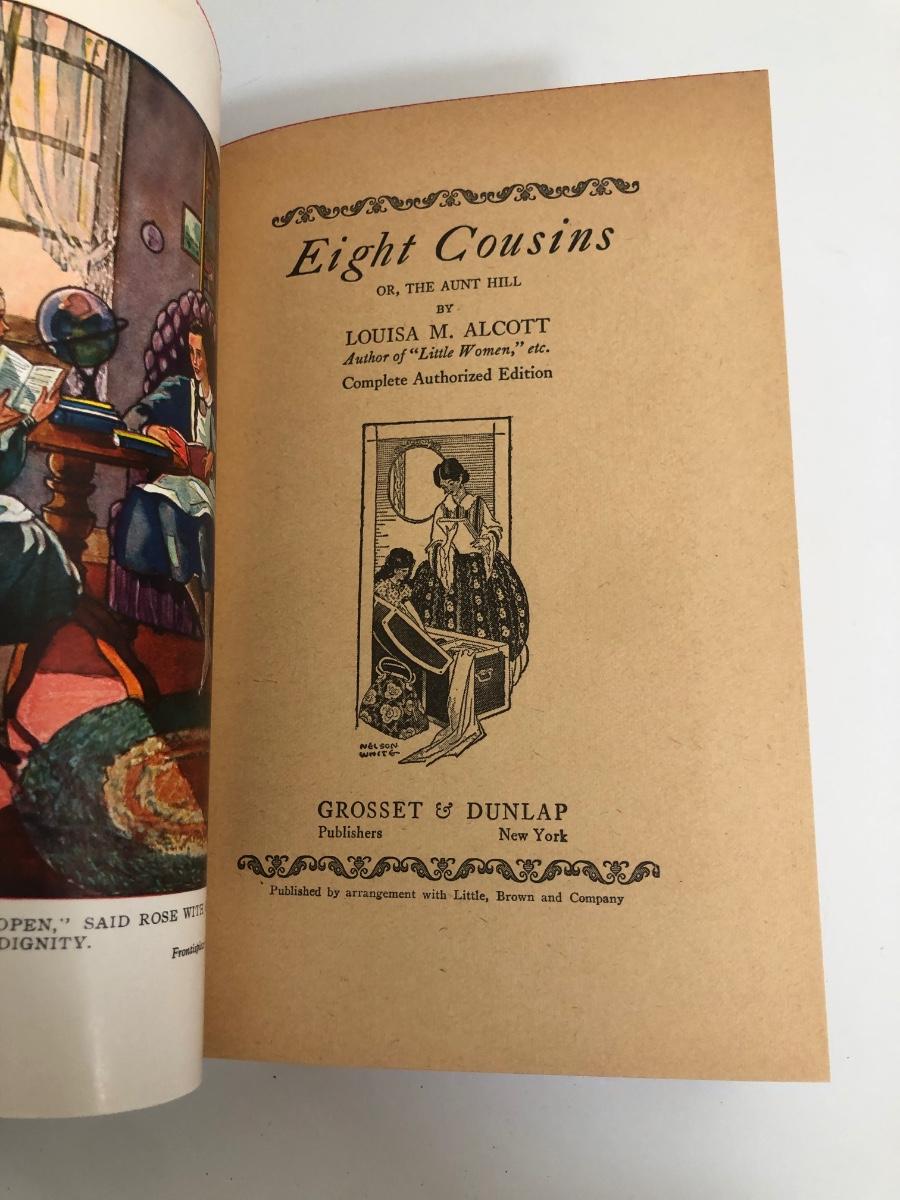 OPEN," SAID ROSE WITH
DIGNITY.
Eight Cousins
OR, THE AUNT HILL
BY
LOUISA M. ALCOTT
Author of "Little Women," etc.
Complete Authorized Edition
NELSON
WHITE
GROSSET & DUNLAP
Publishers New York
Published by arrangement with Little, Brown and Company